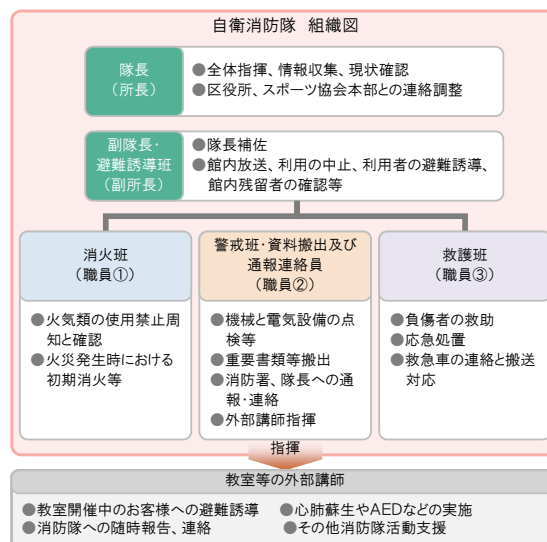 自衛消防隊 組織図
隊長
(所長)
●全体指揮、情報収集、現状確認
●区役所、スポーツ協会本部との連絡調整
副隊長・
避難誘導班
(副所長)
●隊長補佐
●館内放送、利用の中止、利用者の避難誘導、
館内残留者の確認等
消火班
(職員①)
●火気類の使用禁止周
知と確認
●火災発生時における
初期消火等
警戒班・資料搬出及び
通報連絡員
(職員②)
●機械と電気設備の点
検等
●重要書類等搬出
●消防署、隊長への通
報・連絡
●外部講師指揮
救護班
(職員③)
●負傷者の救助
●応急処置
●救急車の連絡と搬送
対応
指揮
教室等の外部講師
●教室開催中のお客様への避難誘導
●消防隊への随時報告、連絡
●心肺蘇生やAEDなどの実施
●その他消防隊活動支援